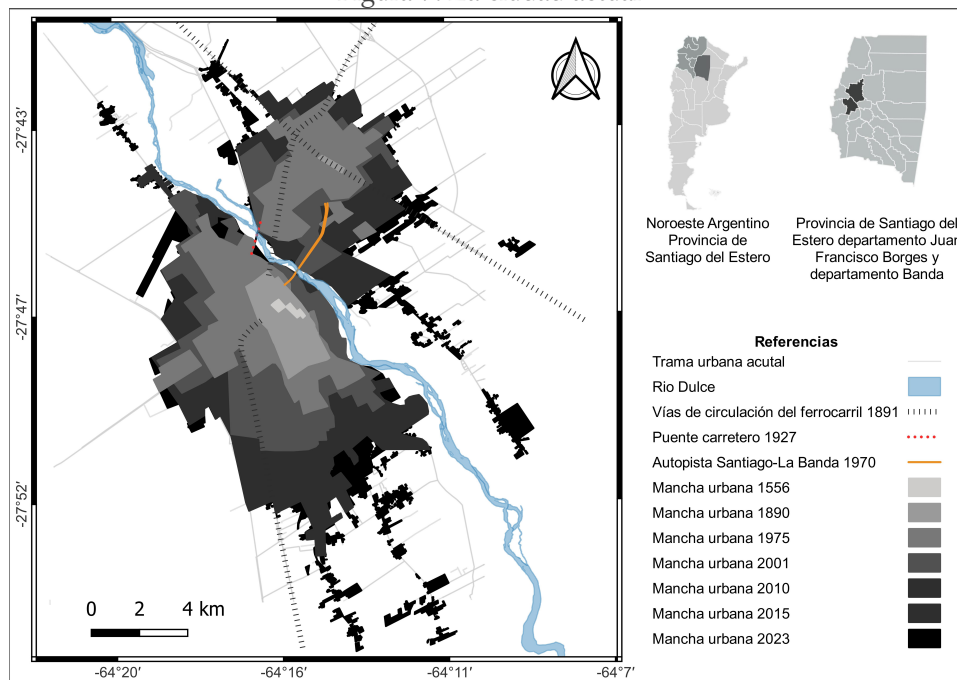 -27°43′
-27°47′
-27°52′
-64°20′
-64°16′
-64°11′
-64°7′
0 2 4 km
Noroeste Argentino
Provincia de
Santiago del Estero
Provincia de Santiago del
Estero departamento Juan
Francisco Borges y
departamento Banda
Referencias
Trama urbana acutal
Rio Dulce
Vías de circulación del ferrocarril 1891
Puente carretero 1927
Autopista Santiago-La Banda 1970
Mancha urbana 1556
Mancha urbana 1890
Mancha urbana 1975
Mancha urbana 2001
Mancha urbana 2010
Mancha urbana 2015
Mancha urbana 2023